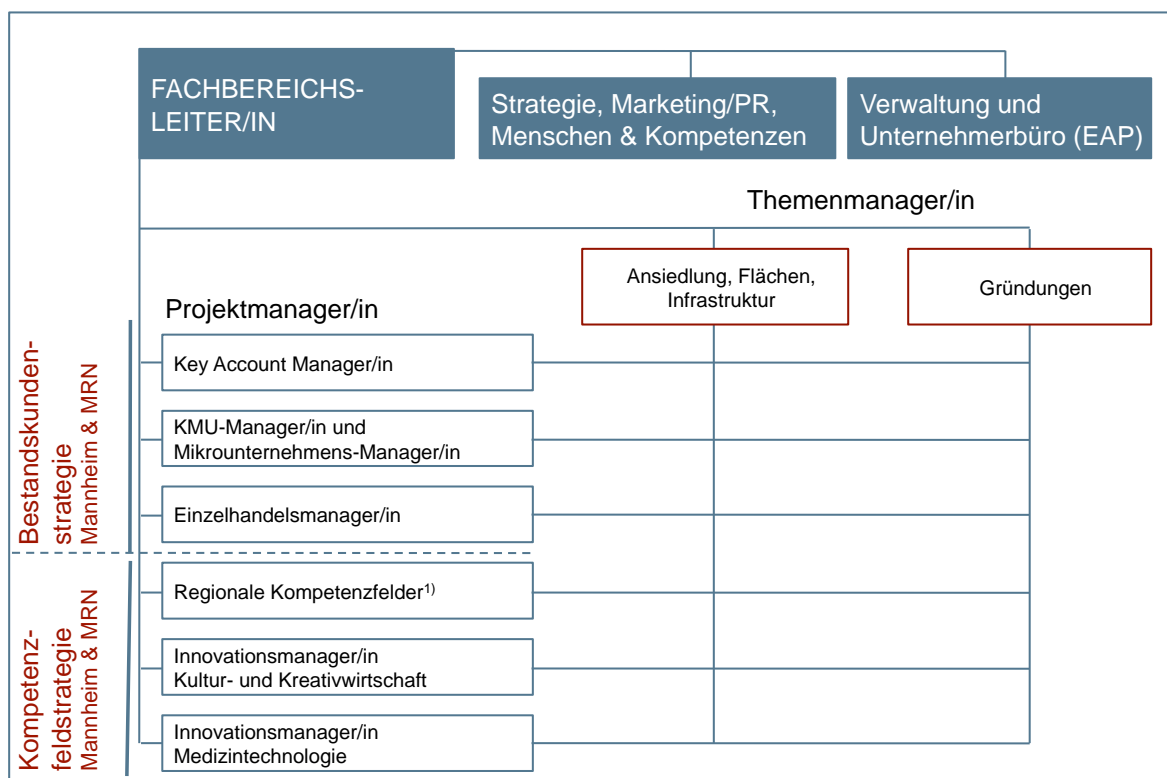 FACHBEREICHS-
LEITER/IN
Strategie, Marketing/PR,
Menschen & Kompetenzen
Verwaltung und
Unternehmerbüro (EAP)
Themenmanager/in
Ansiedlung, Flächen,
Infrastruktur
Gründungen
Projektmanager/in
Bestandskunden-
strategie
Mannheim & MRN
Key Account Manager/in
KMU-Manager/in und
Mikrounternehmens-Manager/in
Einzelhandelsmanager/in
Kompetenz-
feldstrategie
Mannheim & MRN
Regionale Kompetenzfelder¹⁾
Innovationsmanager/in
Kultur- und Kreativwirtschaft
Innovationsmanager/in
Medizintechnologie